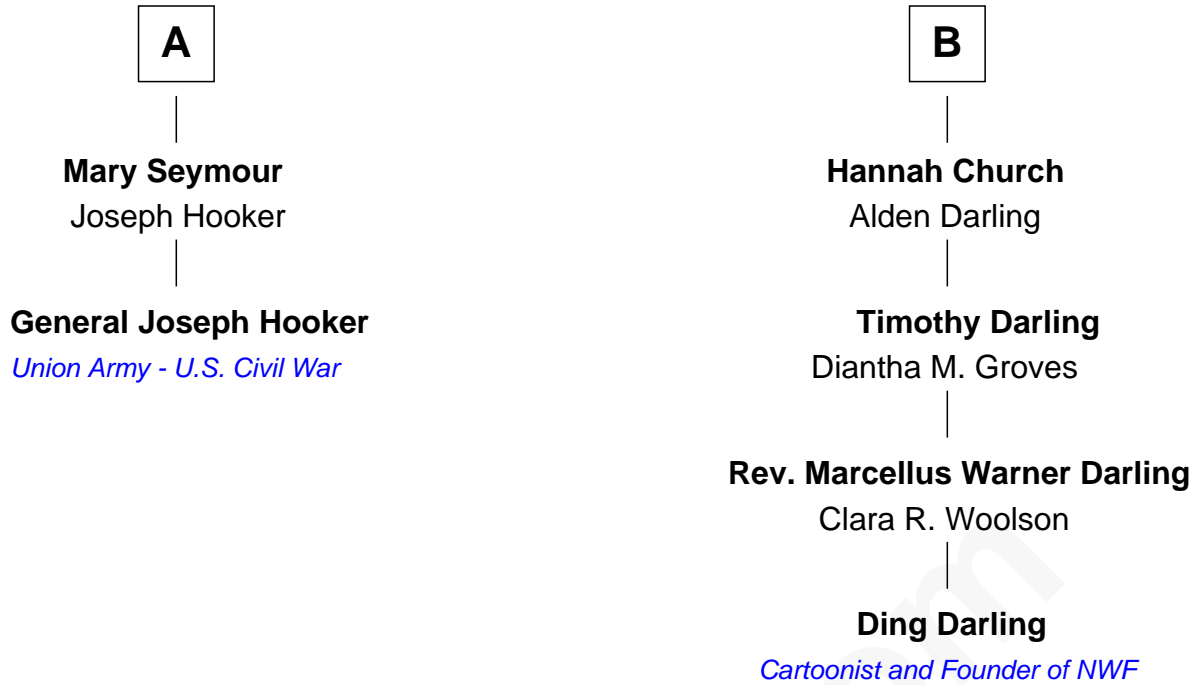 A
Mary Seymour
Joseph Hooker
General Joseph Hooker
Union Army - U.S. Civil War
B
Hannah Church
Alden Darling
Timothy Darling
Diantha M. Groves
Rev. Marcellus Warner Darling
Clara R. Woolson
Ding Darling
Cartoonist and Founder of NWF